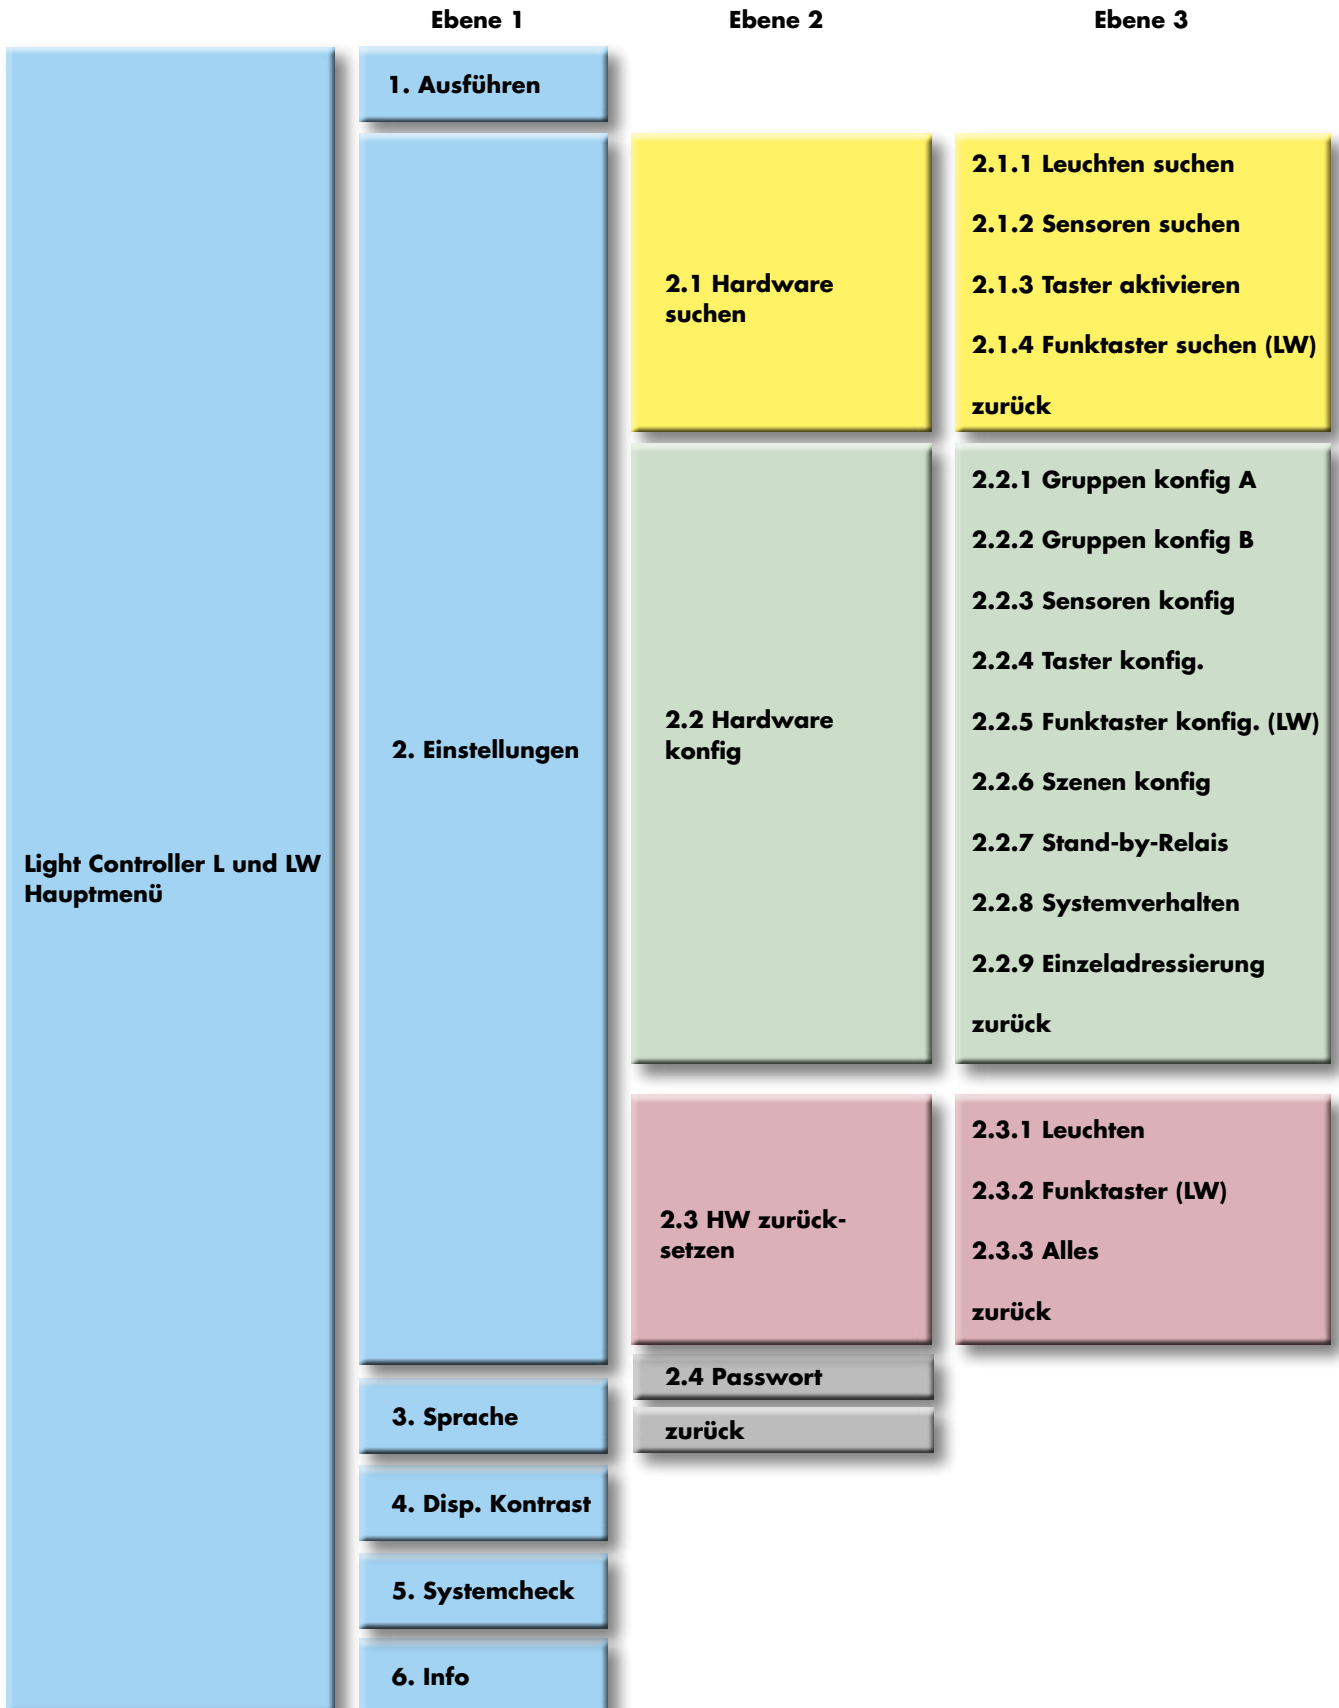 Ebene 1
Ebene 2
Ebene 3
Light Controller L und LW
Hauptmenü
1. Ausführen
2. Einstellungen
2.1 Hardware
suchen
2.1.1 Leuchten suchen
2.1.2 Sensoren suchen
2.1.3 Taster aktivieren
2.1.4 Funktaster suchen (LW)
zurück
2.2 Hardware
konfig
2.2.1 Gruppen konfig A
2.2.2 Gruppen konfig B
2.2.3 Sensoren konfig
2.2.4 Taster konfig.
2.2.5 Funktaster konfig. (LW)
2.2.6 Szenen konfig
2.2.7 Stand-by-Relais
2.2.8 Systemverhalten
2.2.9 Einzeladressierung
zurück
2.3 HW zurück-
setzen
2.3.1 Leuchten
2.3.2 Funktaster (LW)
2.3.3 Alles
zurück
2.4 Passwort
zurück
3. Sprache
4. Disp. Kontrast
5. Systemcheck
6. Info